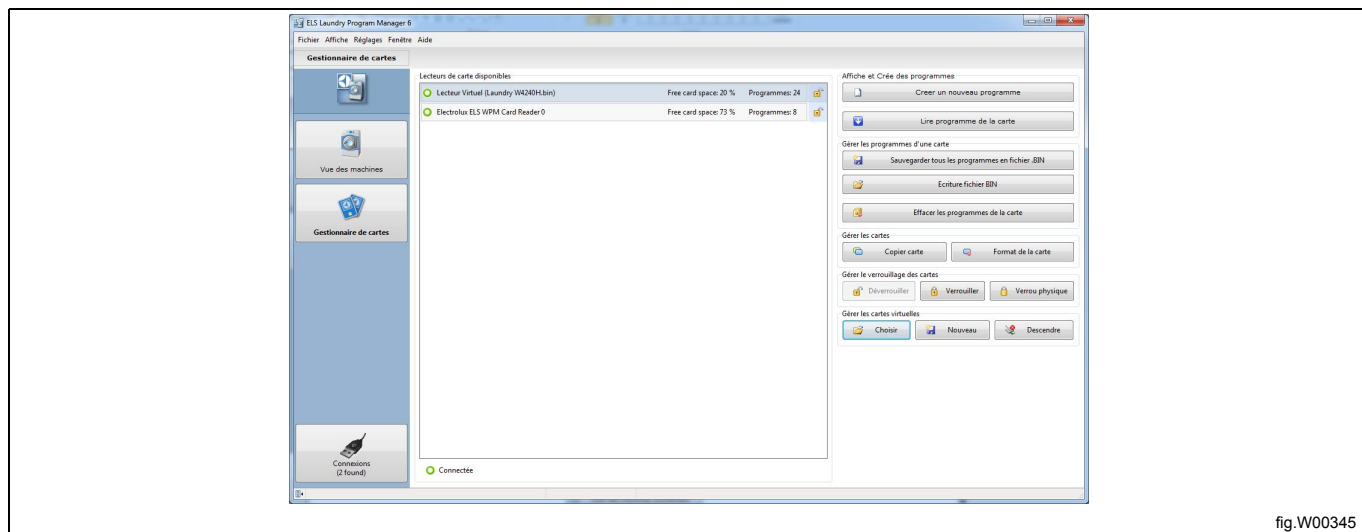 ELS Laundry Program Manager 6
Fichier Affiche Réglages Fenêtre Aide
Gestionnaire de cartes
Vue des machines
Gestionnaire de cartes
Connexions
(2 found)
Lecteurs de carte disponibles
Lecteur Virtuel (Laundry W4240H.bin) Free card space: 20 % Programmes: 24
Electrolux ELS WPM Card Reader 0 Free card space: 73 % Programmes: 8
Connectée
Affiche et Crée des programmes
Creer un nouveau programme
Lire programme de la carte
Gérer les programmes d'une carte
Sauvegarder tous les programmes en fichier .BIN
Ecriture fichier BIN
Effacer les programmes de la carte
Gérer les cartes
Copier carte Format de la carte
Gérer le verrouillage des cartes
Déverrouiller Verrouiller Verrou physique
Gérer les cartes virtuelles
Choisir Nouveau Descendre
fig.W00345